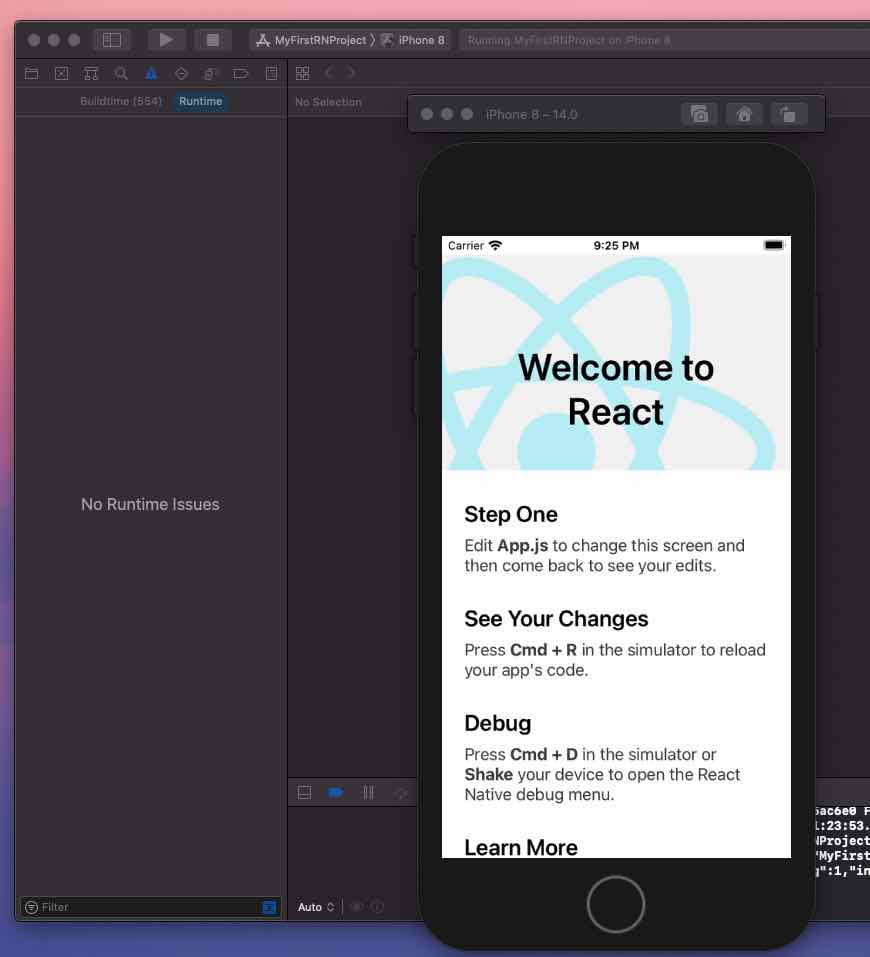 MyFirstRNProject
iPhone 8
Running MyFirstRNProject on iPhone 8
Buildtime (554)
Runtime
No Selection
iPhone 8 – 14.0
Carrier
9:25 PM
Welcome to
React
No Runtime Issues
Step One
Edit App.js to change this screen and
then come back to see your edits.
See Your Changes
Press Cmd + R in the simulator to reload
your app's code.
Debug
Press Cmd + D in the simulator or
Shake your device to open the React
Native debug menu.
Learn More
5ac6e0 F
1:23:53.
NProject
"MyFirst
g":1,"in
Filter
Auto